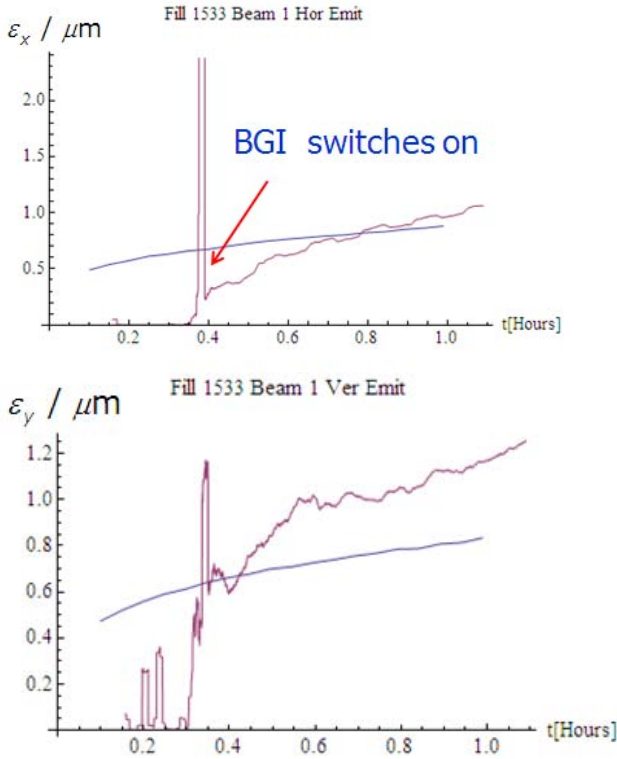 Fill 1533 Beam 1 Hor Emit
εx / μm
2.0
BGI switches on
1.5
1.0
0.5
t[Hours]
0.2 0.4 0.6 0.8 1.0
Fill 1533 Beam 1 Ver Emit
εy / μm
1.2
1.0
0.8
0.6
0.4
0.2
t[Hours]
0.2 0.4 0.6 0.8 1.0